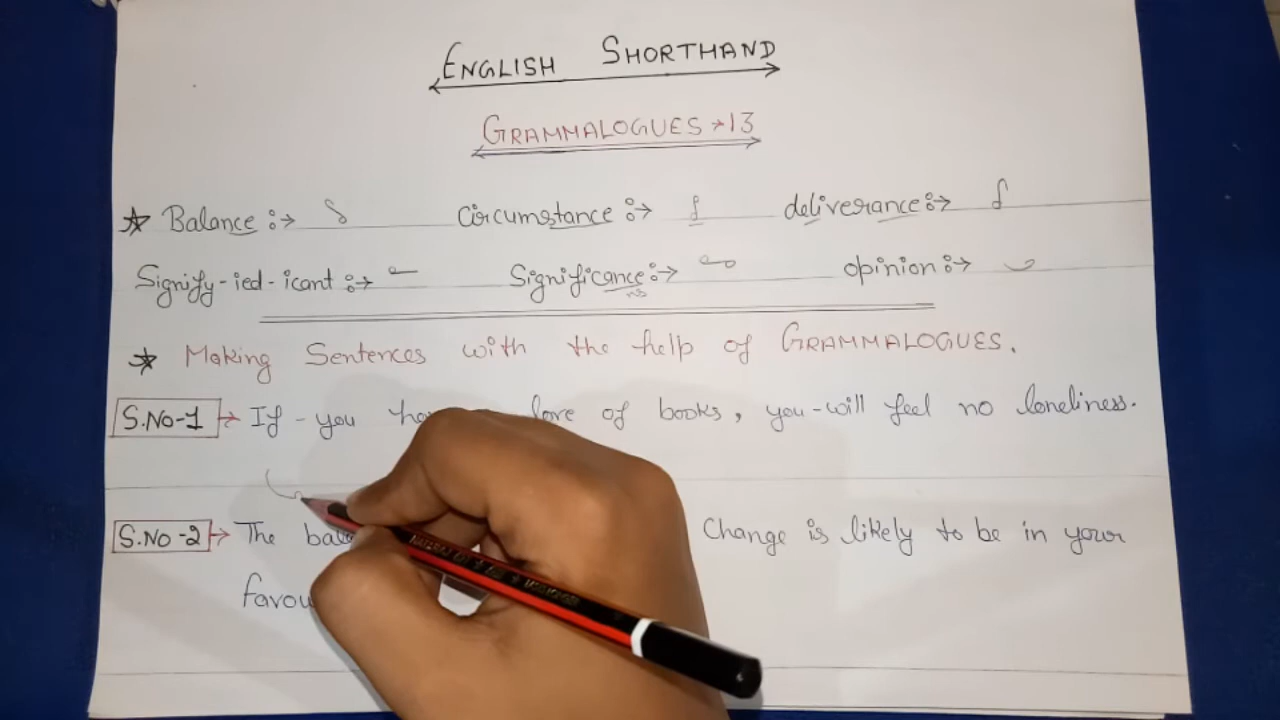 ENGLISH SHORTHAND
GRAMMALOGUES → 13
★ Balance :→ Circumstance :→ deliverance :→
Signify-ied-icant :→ Significance :→ opinion :→
ns
★ Making Sentences with the help of GRAMMALOGUES.
S.NO-1 → If - you love of books, you-will feel no loneliness.
S.NO-2 → The Change is likely to be in your